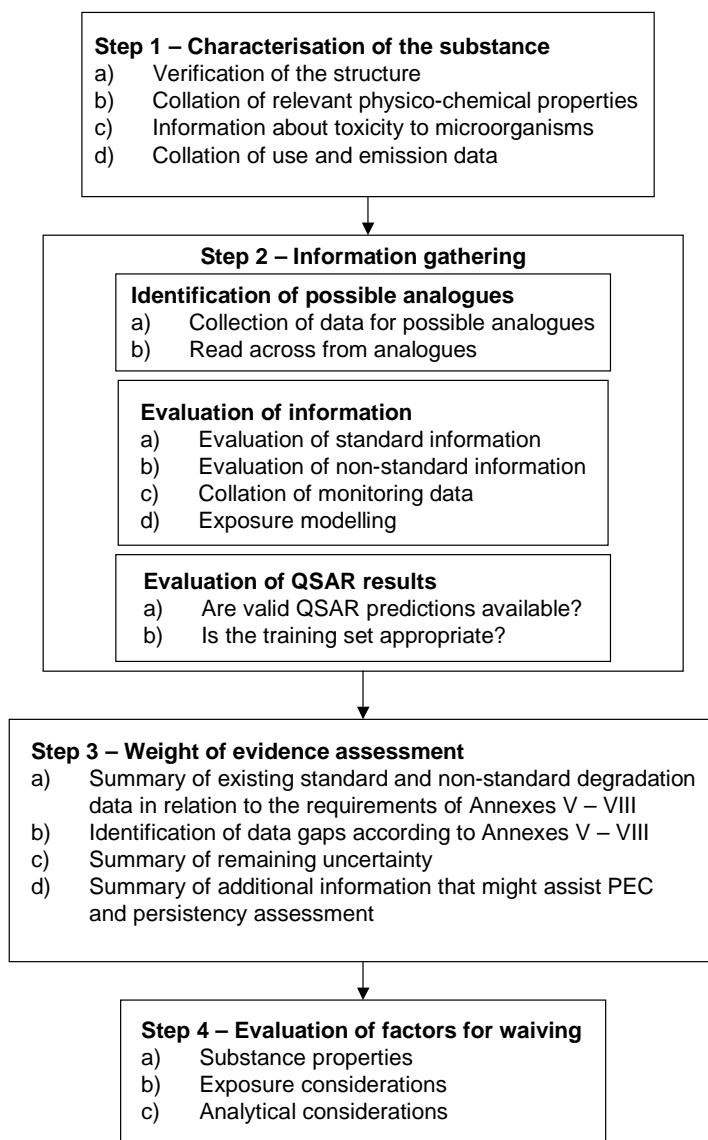 Step 1 – Characterisation of the substance
a) Verification of the structure
b) Collation of relevant physico-chemical properties
c) Information about toxicity to microorganisms
d) Collation of use and emission data
Step 2 – Information gathering
Identification of possible analogues
a) Collection of data for possible analogues
b) Read across from analogues
Evaluation of information
a) Evaluation of standard information
b) Evaluation of non-standard information
c) Collation of monitoring data
d) Exposure modelling
Evaluation of QSAR results
a) Are valid QSAR predictions available?
b) Is the training set appropriate?
Step 3 – Weight of evidence assessment
a) Summary of existing standard and non-standard degradation
data in relation to the requirements of Annexes V – VIII
b) Identification of data gaps according to Annexes V – VIII
c) Summary of remaining uncertainty
d) Summary of additional information that might assist PEC
and persistency assessment
Step 4 – Evaluation of factors for waiving
a) Substance properties
b) Exposure considerations
c) Analytical considerations